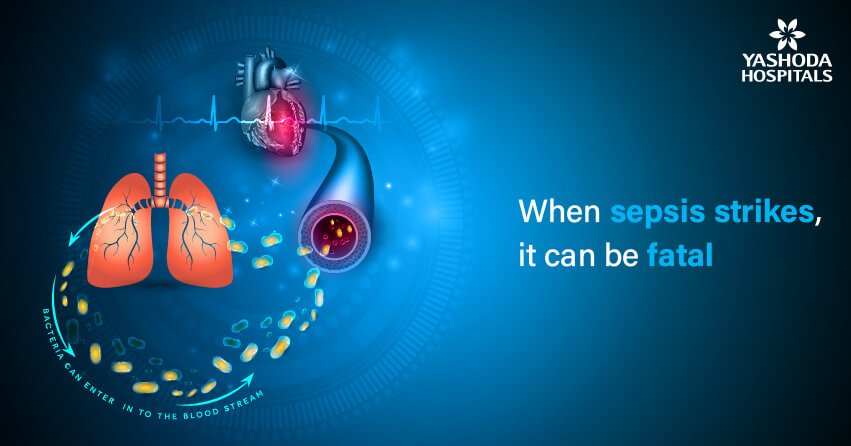 YASHODA
HOSPITALS
When sepsis strikes,
it can be fatal
BACTERIA CAN ENTER IN TO THE BLOOD STREAM